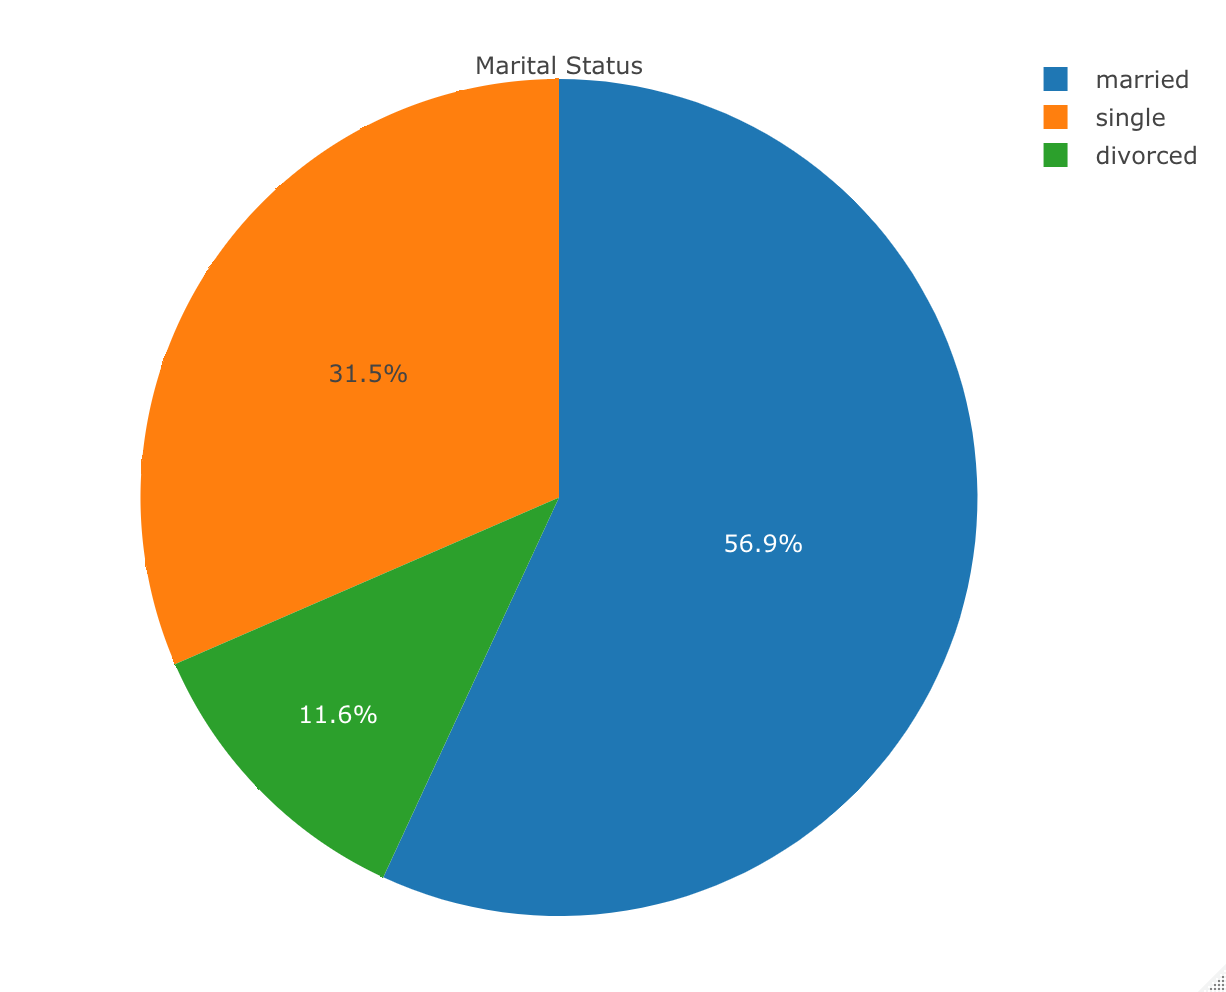 Marital Status
married
single
divorced
31.5%
56.9%
11.6%